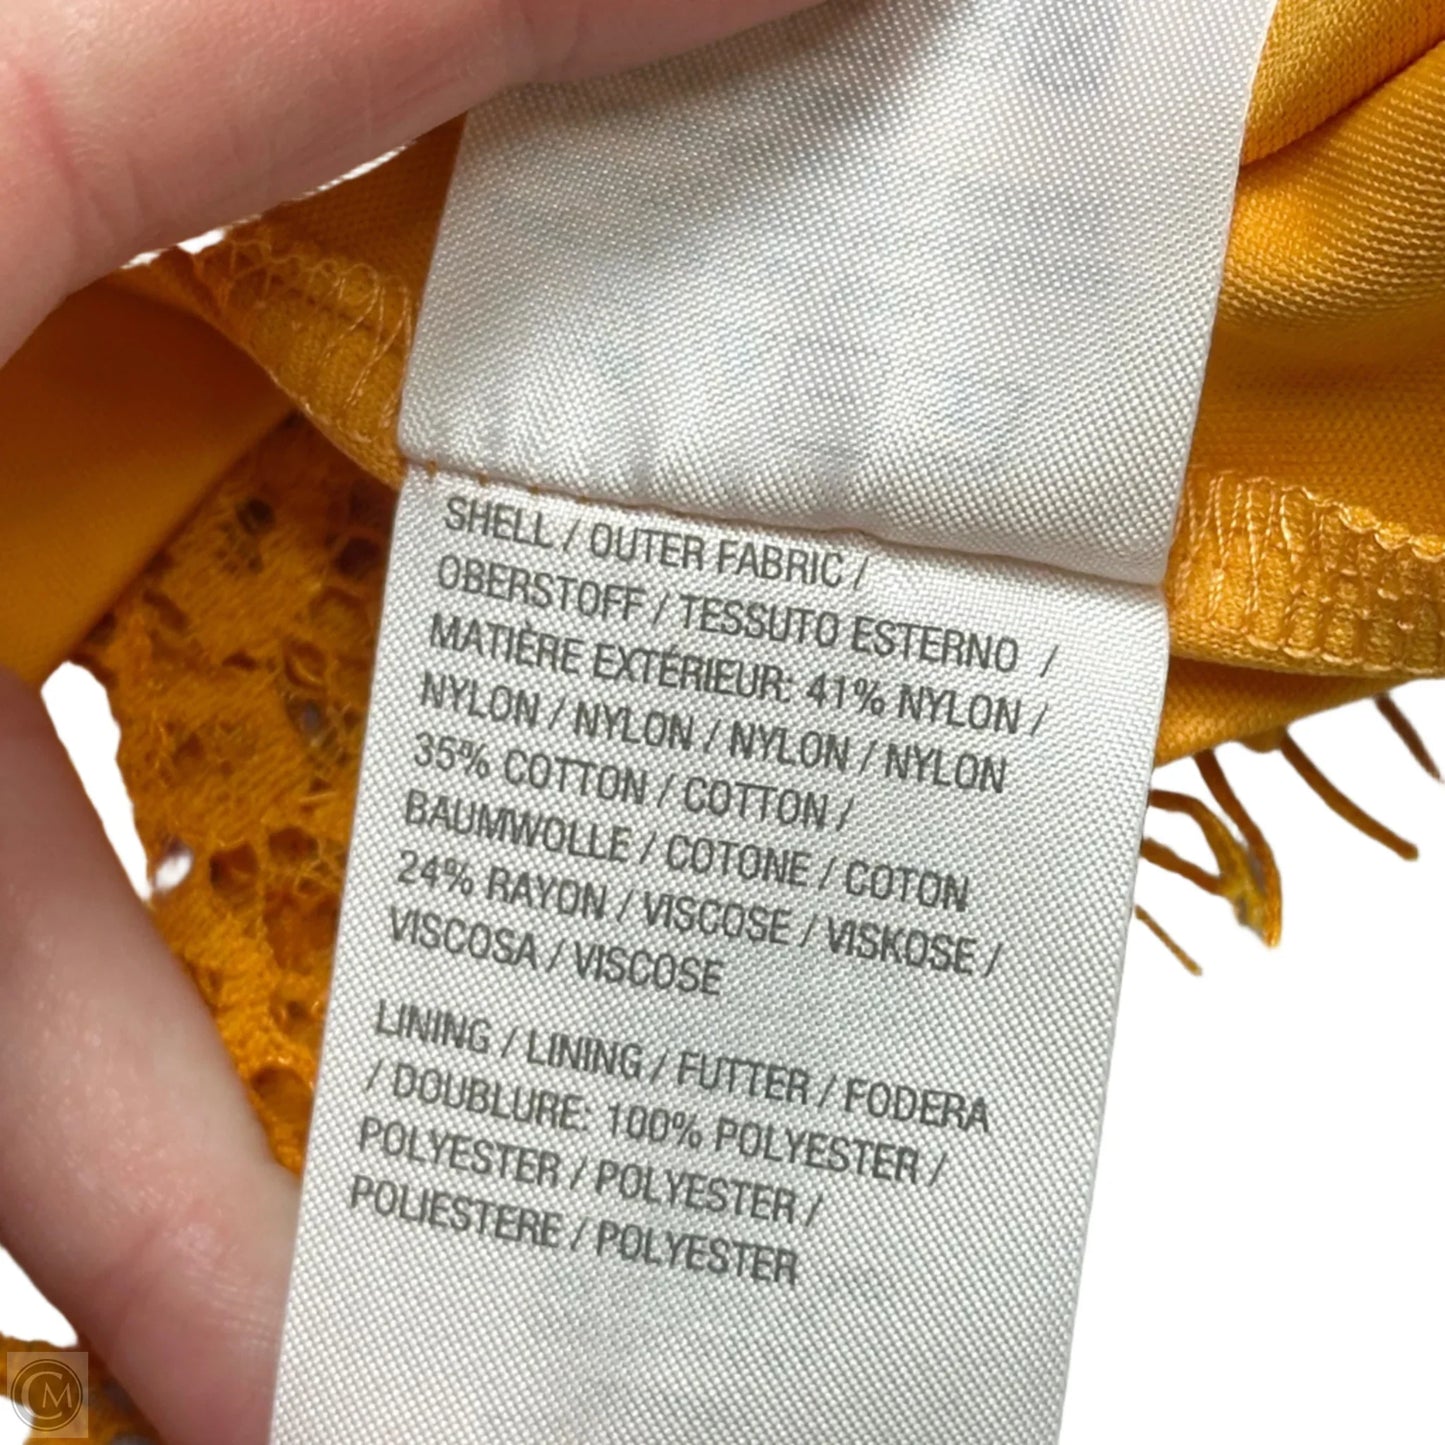 SHELL / OUTER FABRIC /
OBERSTOFF / TESSUTO ESTERNO /
MATIÈRE EXTÉRIEUR: 41% NYLON /
NYLON / NYLON / NYLON / NYLON
35% COTTON / COTTON /
BAUMWOLLE / COTONE / COTON
24% RAYON / VISCOSE / VISKOSE /
VISCOSA / VISCOSE
LINING / LINING / FUTTER / FODERA
/ DOUBLURE: 100% POLYESTER /
POLYESTER / POLYESTER /
POLIESTERE / POLYESTER
CM